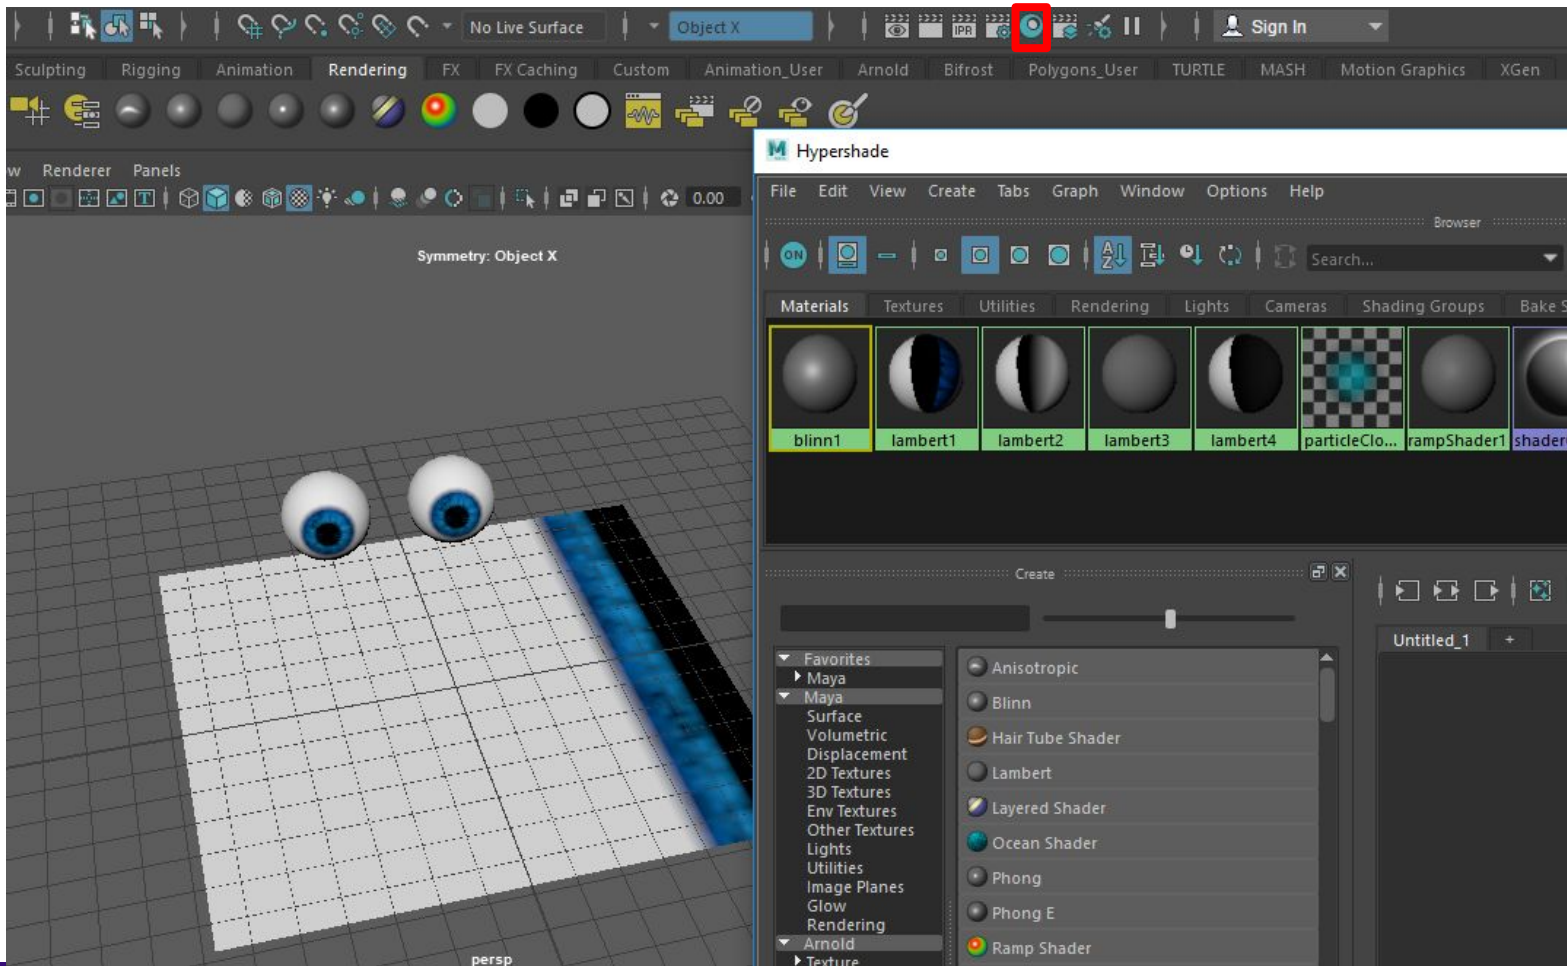 No Live Surface
Object X
IPR
Sign In
Sculpting Rigging Animation Rendering FX FX Caching Custom Animation_User Arnold Bifrost Polygons_User TURTLE MASH Motion Graphics XGen
Renderer Panels
0.00
Symmetry: Object X
persp
Hypershade
File Edit View Create Tabs Graph Window Options Help
Browser
ON
Search...
Materials Textures Utilities Rendering Lights Cameras Shading Groups Bake S
blinn1 lambert1 lambert2 lambert3 lambert4 particleClo... rampShader1 shader
Create
Untitled_1 +
Favorites
Maya
Maya
Surface
Volumetric
Displacement
2D Textures
3D Textures
Env Textures
Other Textures
Lights
Utilities
Image Planes
Glow
Rendering
Arnold
Texture
Anisotropic
Blinn
Hair Tube Shader
Lambert
Layered Shader
Ocean Shader
Phong
Phong E
Ramp Shader